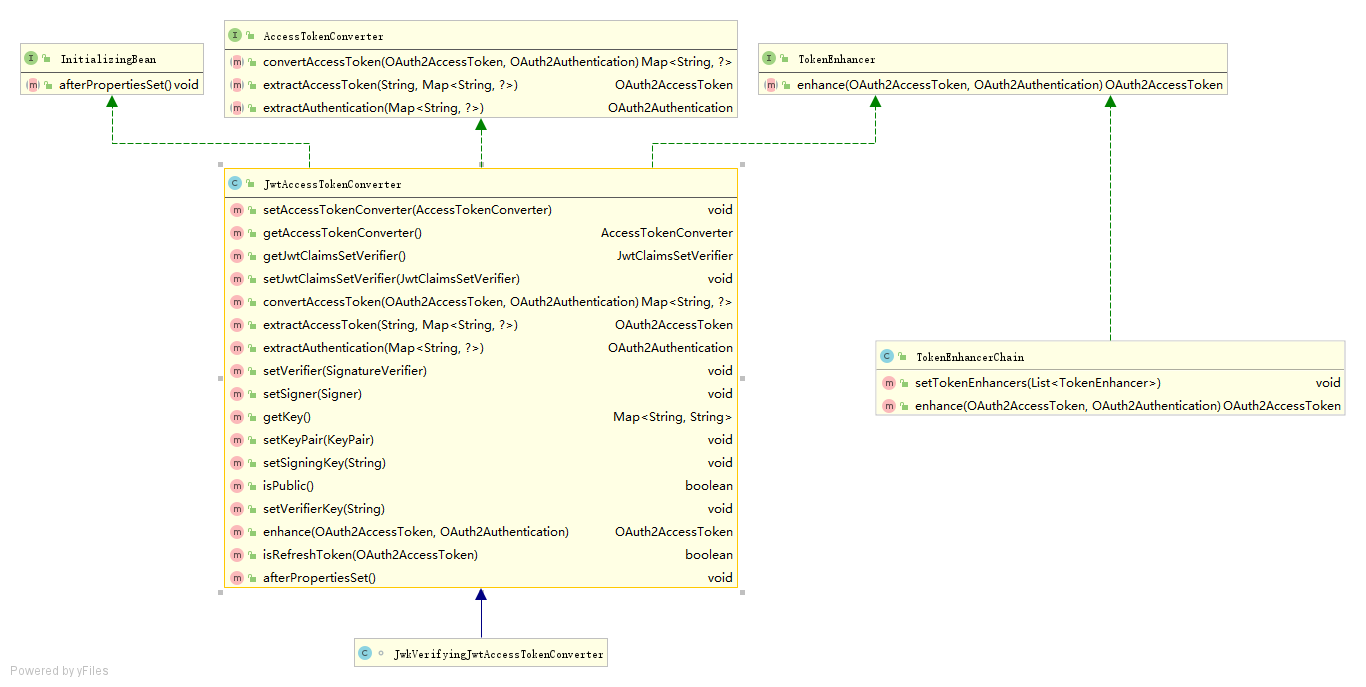 InitializingBean
afterPropertiesSet() void
AccessTokenConverter
convertAccessToken(OAuth2AccessToken, OAuth2Authentication) Map<String, ?>
extractAccessToken(String, Map<String, ?>) OAuth2AccessToken
extractAuthentication(Map<String, ?>) OAuth2Authentication
TokenEnhancer
enhance(OAuth2AccessToken, OAuth2Authentication) OAuth2AccessToken
JwtAccessTokenConverter
setAccessTokenConverter(AccessTokenConverter) void
getAccessTokenConverter() AccessTokenConverter
getJwtClaimsSetVerifier() JwtClaimsSetVerifier
setJwtClaimsSetVerifier(JwtClaimsSetVerifier) void
convertAccessToken(OAuth2AccessToken, OAuth2Authentication) Map<String, ?>
extractAccessToken(String, Map<String, ?>) OAuth2AccessToken
extractAuthentication(Map<String, ?>) OAuth2Authentication
setVerifier(SignatureVerifier) void
setSigner(Signer) void
getKey() Map<String, String>
setKeyPair(KeyPair) void
setSigningKey(String) void
isPublic() boolean
setVerifierKey(String) void
enhance(OAuth2AccessToken, OAuth2Authentication) OAuth2AccessToken
isRefreshToken(OAuth2AccessToken) boolean
afterPropertiesSet() void
TokenEnhancerChain
setTokenEnhancers(List<TokenEnhancer>) void
enhance(OAuth2AccessToken, OAuth2Authentication) OAuth2AccessToken
JwkVerifyingJwtAccessTokenConverter
Powered by yFiles